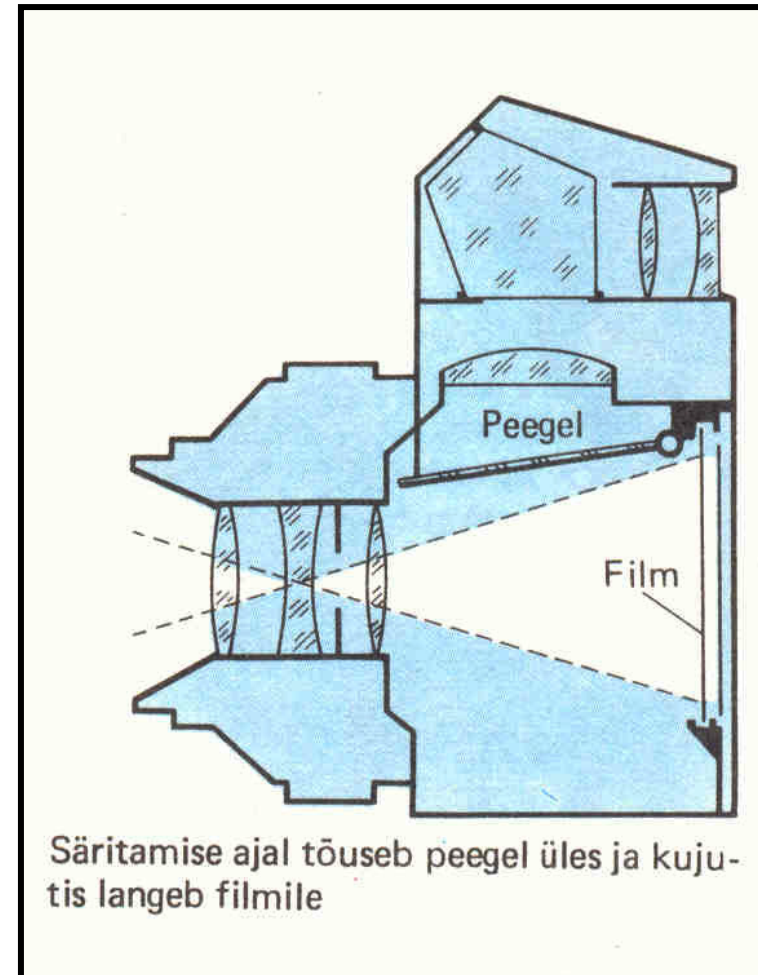 Peegel
Film
Säritamise ajal tõuseb peegel üles ja kuju-
tis langeb filmile